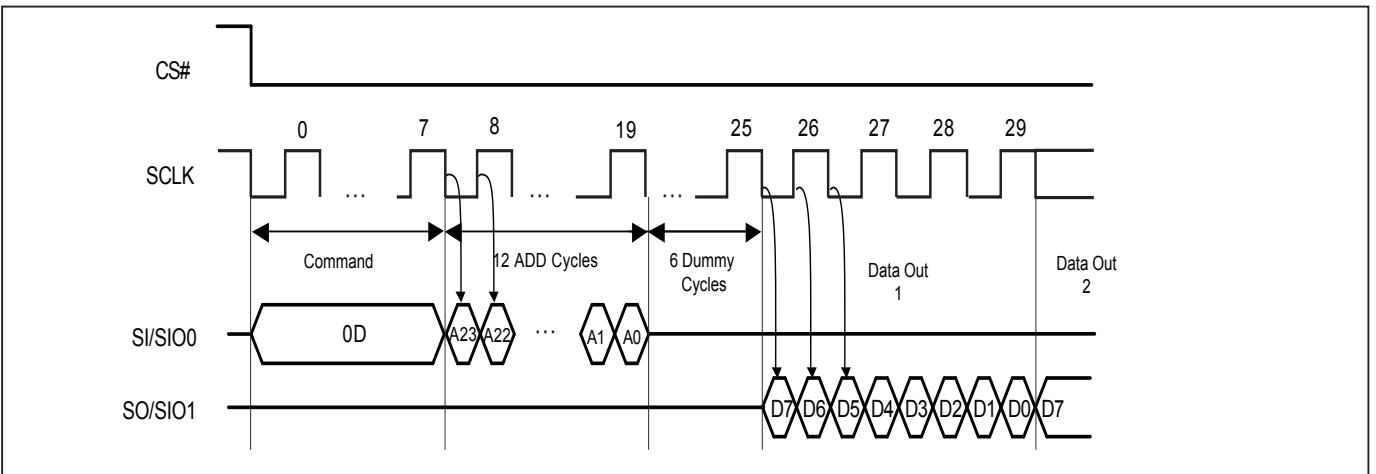 CS#
0 7 8 19 25 26 27 28 29
SCLK
... ... ...
Command
12 ADD Cycles
6 Dummy
Cycles
Data Out
1
Data Out
2
SI/SIO0
0D A23 A22 ... A1 A0
SO/SIO1
D7 D6 D5 D4 D3 D2 D1 D0 D7